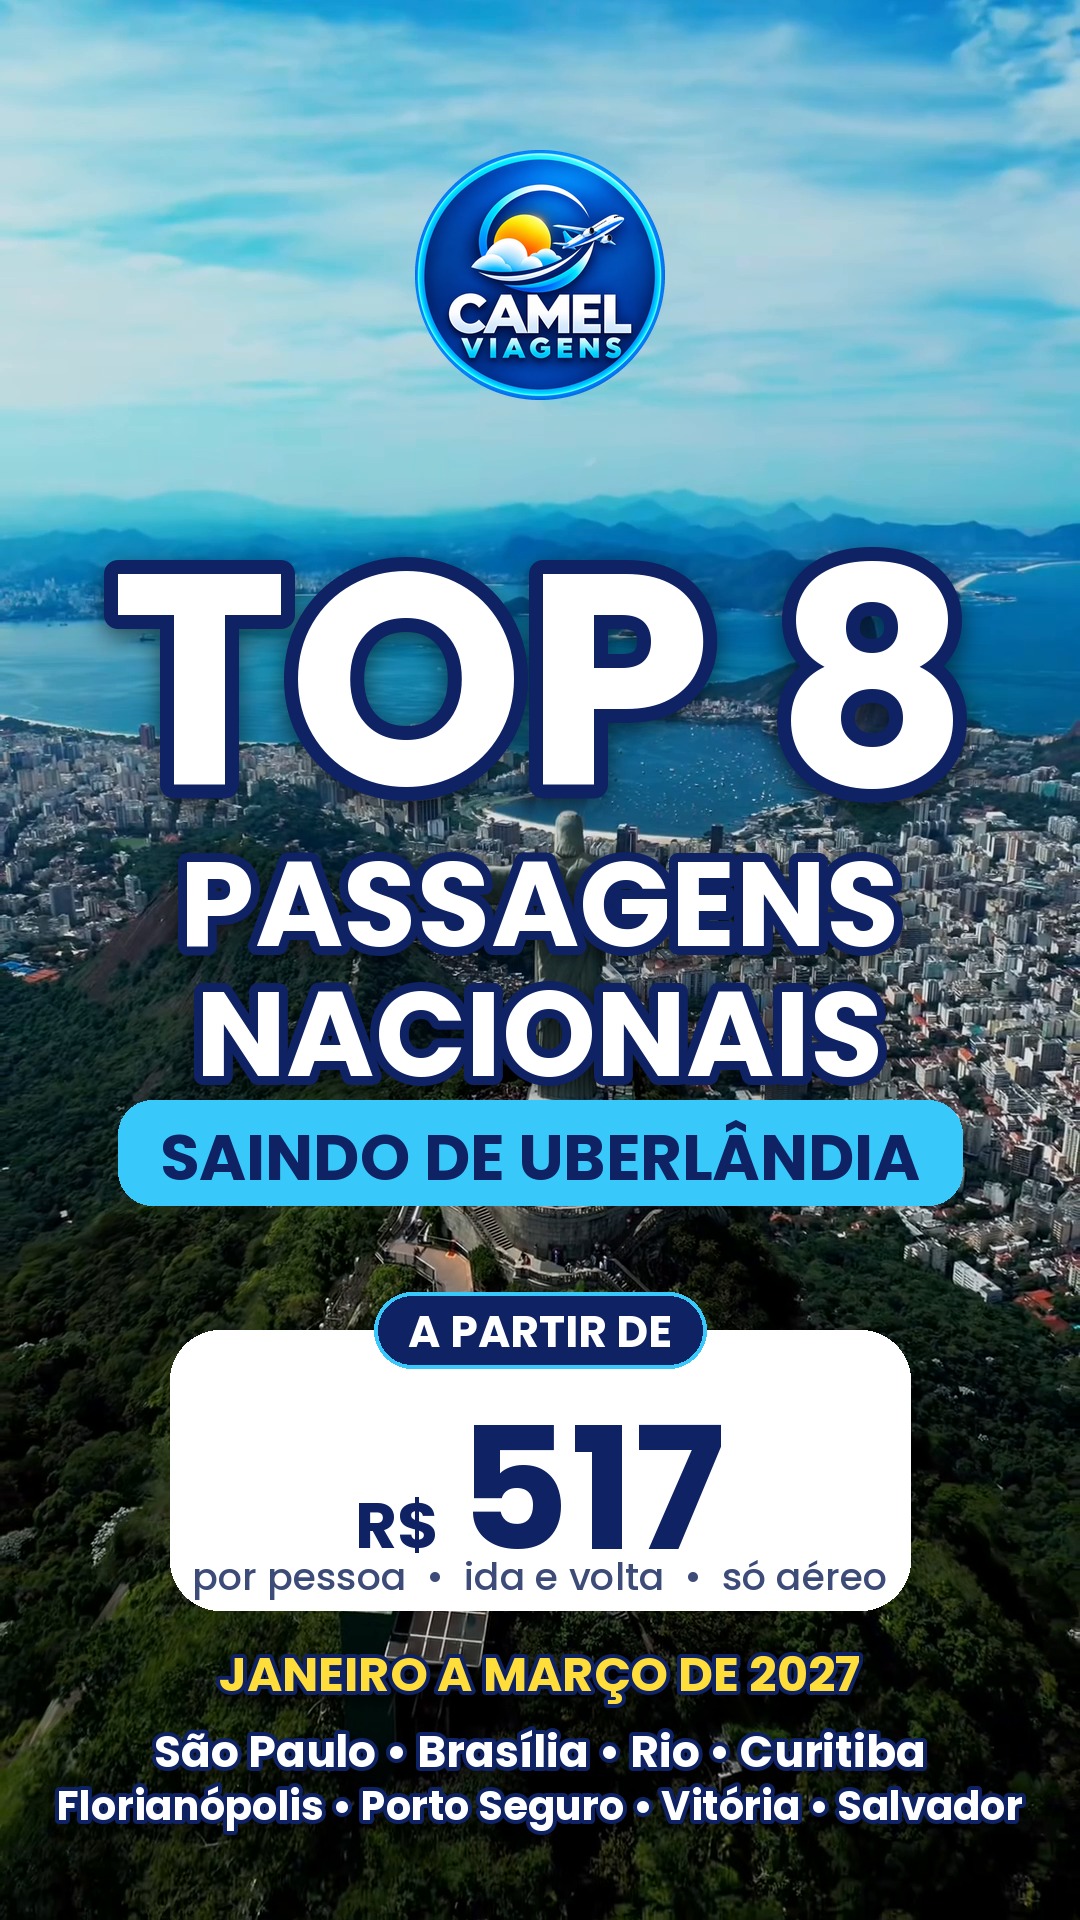 CAMEL
VIAGENS
TOP 8
PASSAGENS
NACIONAIS
SAINDO DE UBERLÂNDIA
A PARTIR DE
R$ 517
por pessoa • ida e volta • só aéreo
JANEIRO A MARÇO DE 2027
São Paulo • Brasília • Rio • Curitiba
Florianópolis • Porto Seguro • Vitória • Salvador